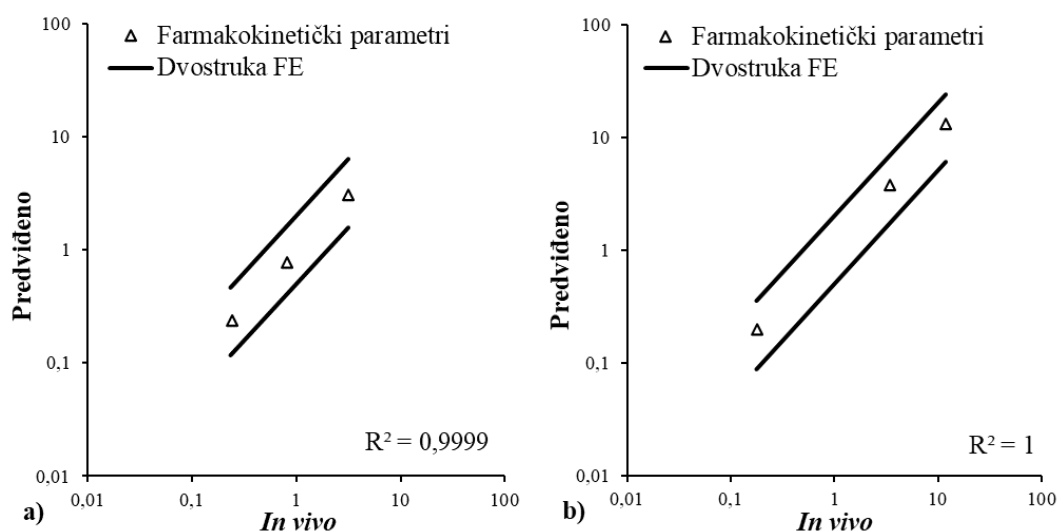 100
10
1
0,1
0,01
Predviđeno
Farmakokinetički parametri
Dvostruka FE
R² = 0,9999
0,01 0,1 1 10 100
a)
In vivo
100
10
1
0,1
0,01
Predviđeno
Farmakokinetički parametri
Dvostruka FE
R² = 1
0,01 0,1 1 10 100
b)
In vivo